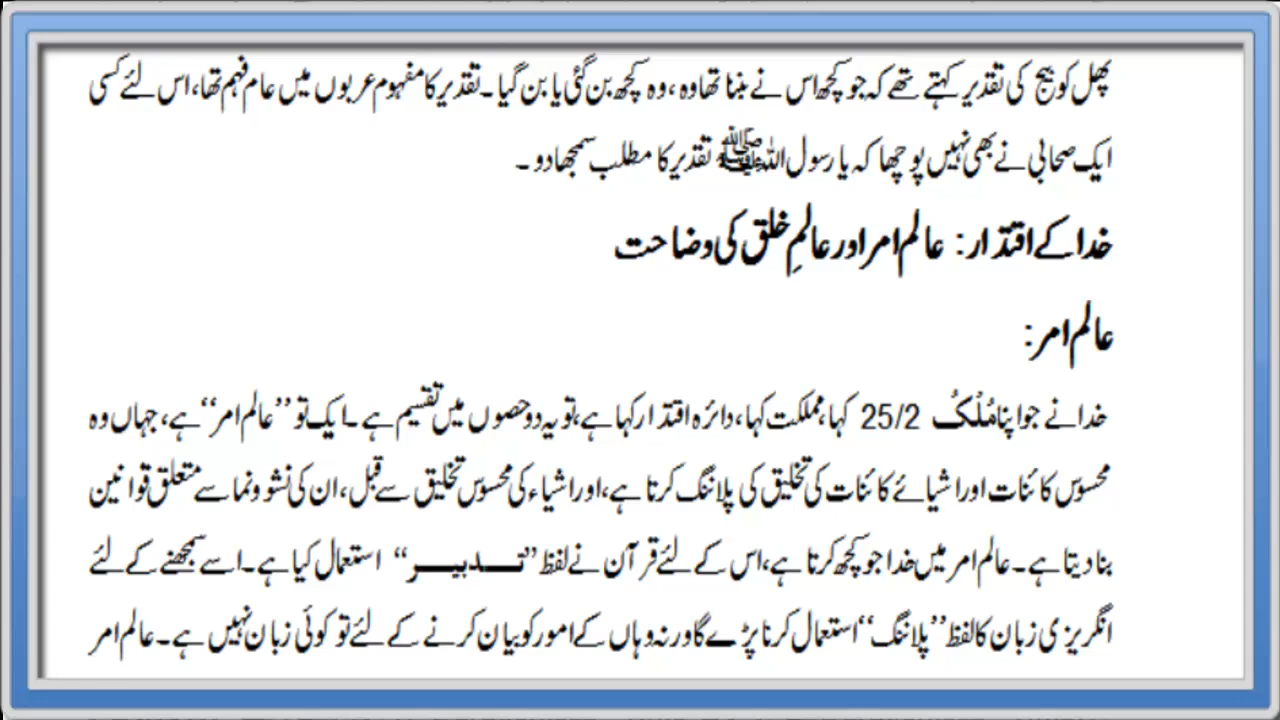 پھل کو بیج کی تقدیر کہتے تھے کہ جو کچھ اس نے بننا تھا وہ، وہ کچھ بن گئی یا بن گیا۔ تقدیر کا مفہوم عربوں میں عام فہم تھا، اس لئے کسی
ایک صحابی نے بھی نہیں پوچھا کہ یا رسول اللہ ﷺ تقدیر کا مطلب سمجھا دو ۔
خدا کے اقتدار: عالم امر اور عالمِ خلق کی وضاحت
عالم امر:
خدا نے جو اپنا مُلْکُ 25/2 کہا، مملکت کہا، دائرہ اقتدار کہا ہے، تو یہ دو حصوں میں تقسیم ہے ۔ ایک تو ’’عالم امر‘‘ ہے، جہاں وہ
محسوس کائنات اور اشیائے کائنات کی تخلیق کی پلاننگ کرتا ہے، اور اشیاء کی محسوس تخلیق سے قبل، ان کی نشو ونما سے متعلق قوانین
بنا دیتا ہے۔ عالم امر میں خدا جو کچھ کرتا ہے، اس کے لئے قرآن نے لفظ ’’تـــدبیـــر‘‘ استعمال کیا ہے۔ اسے سمجھنے کے لئے
انگریزی زبان کا لفظ ’’پلاننگ‘‘ استعمال کرنا پڑے گا ورنہ وہاں کے امور کو بیان کرنے کے لئے تو کوئی زبان نہیں ہے۔ عالم امر